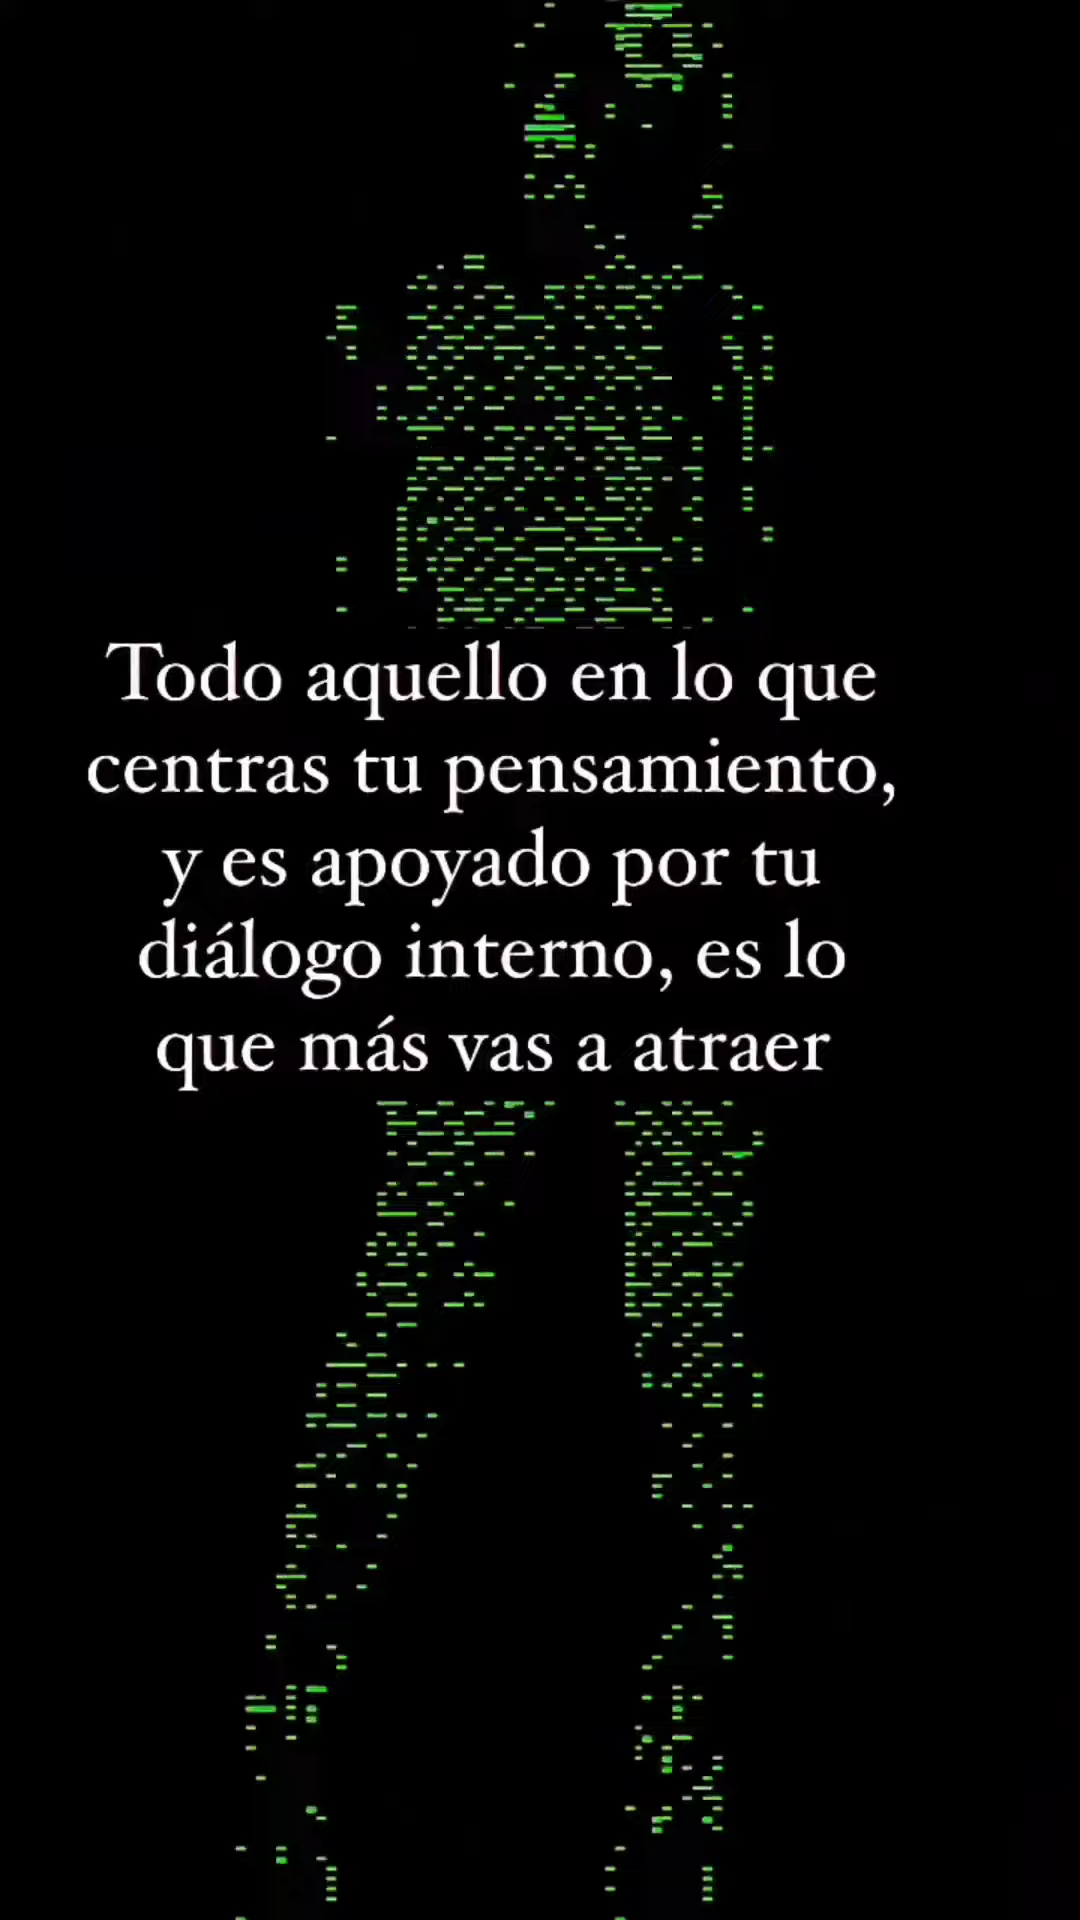 Todo aquello en lo que
centras tu pensamiento,
y es apoyado por tu
diálogo interno, es lo
que más vas a atraer